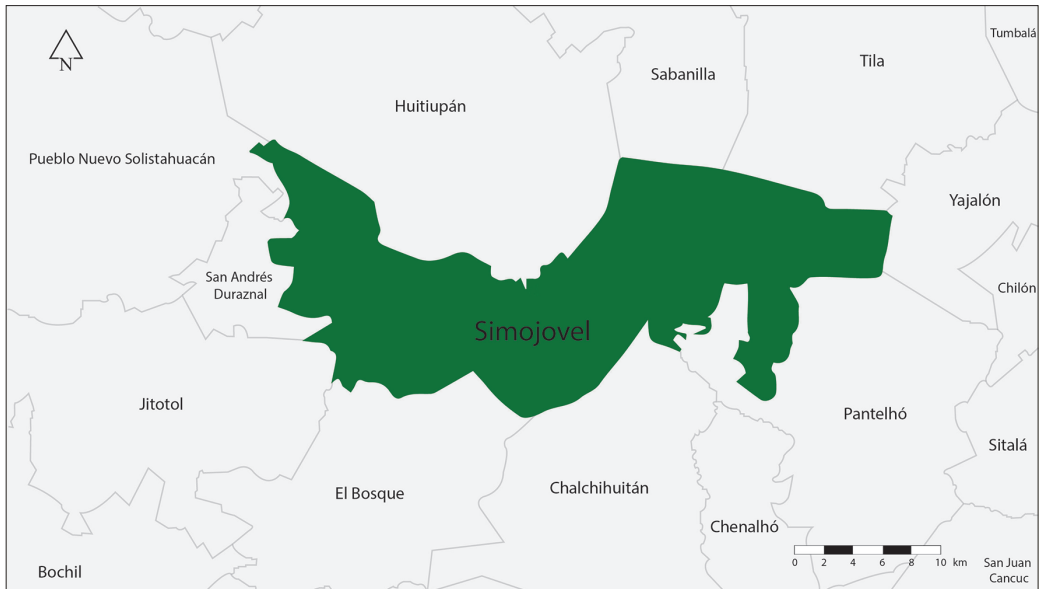 N
Tumbalá
Tila
Sabanilla
Huitiupán
Pueblo Nuevo Solistahuacán
Yajalón
San Andrés
Duraznal
Chilón
Simojovel
Jitotol
Pantelhó
Sitalá
El Bosque
Chalchihuitán
Chenalhó
0 2 4 6 8 10 km
Bochil
San Juan
Cancuc